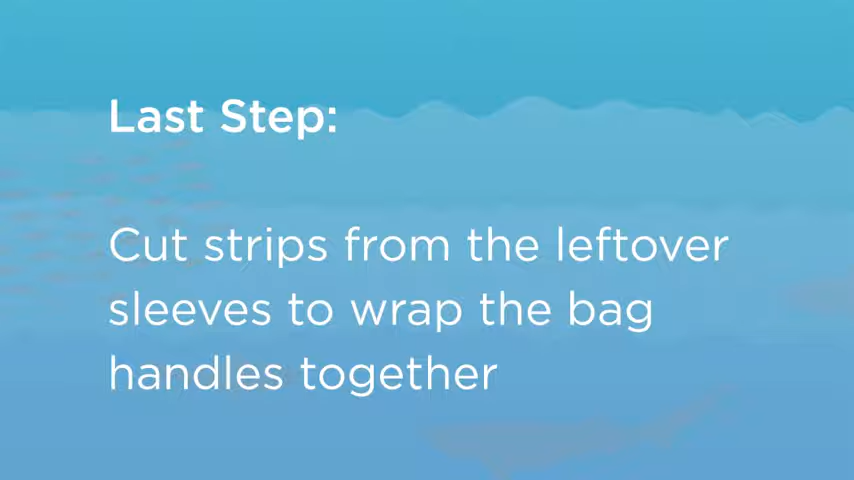 Last Step:
Cut strips from the leftover
sleeves to wrap the bag
handles together